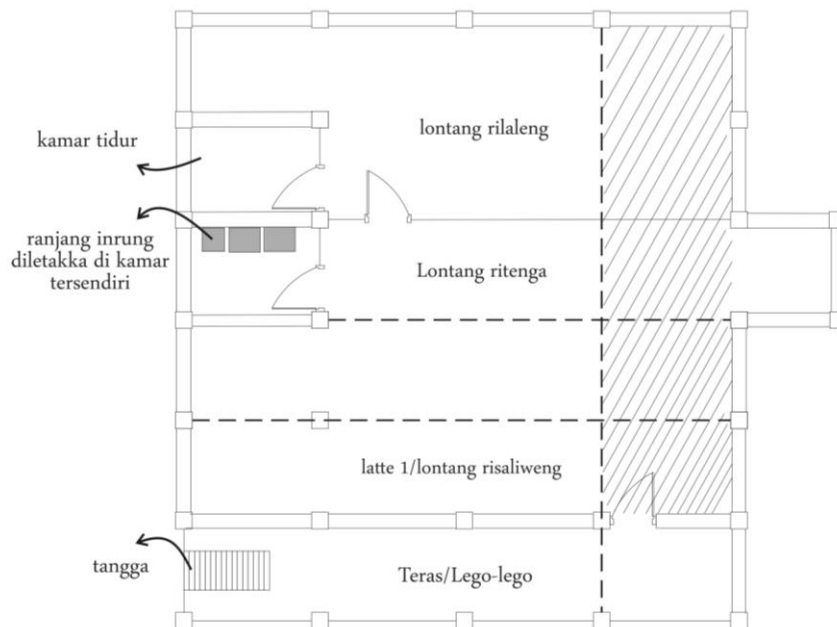 lontang rilaleng
kamar tidur
ranjang inrung
diletakka di kamar
tersendiri
Lontang ritenga
latte 1/lontang risaliweng
tangga
Teras/Lego-lego